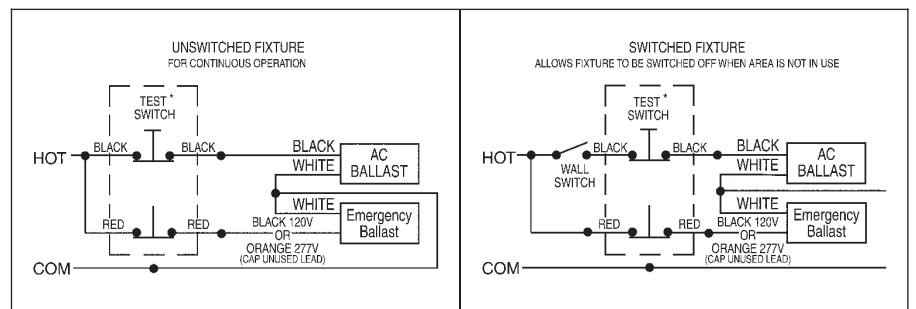 UNSWITCHED FIXTURE
FOR CONTINUOUS OPERATION
TEST *
SWITCH
HOT
BLACK
BLACK
BLACK
WHITE
AC
BALLAST
WHITE
RED
RED
BLACK 120V
OR
ORANGE 277V
(CAP UNUSED LEAD)
Emergency
Ballast
COM
SWITCHED FIXTURE
ALLOWS FIXTURE TO BE SWITCHED OFF WHEN AREA IS NOT IN USE
TEST *
SWITCH
HOT
WALL
SWITCH
BLACK
BLACK
BLACK
WHITE
AC
BALLAST
WHITE
RED
RED
BLACK 120V
OR
ORANGE 277V
(CAP UNUSED LEAD)
Emergency
Ballast
COM